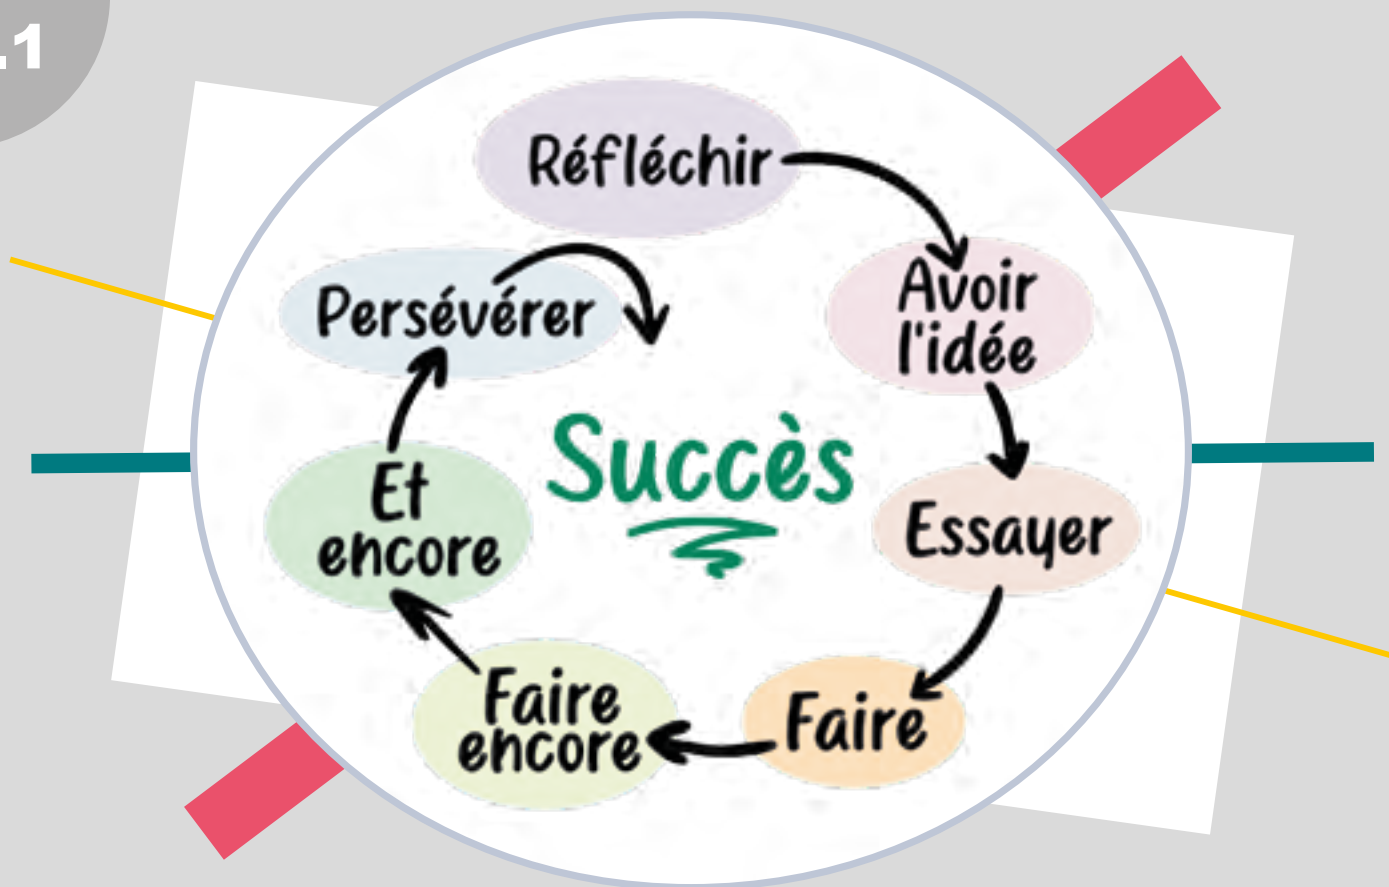 .1
Réfléchir
Avoir
l'idée
Essayer
Faire
Faire
encore
Et
encore
Persévérer
Succès